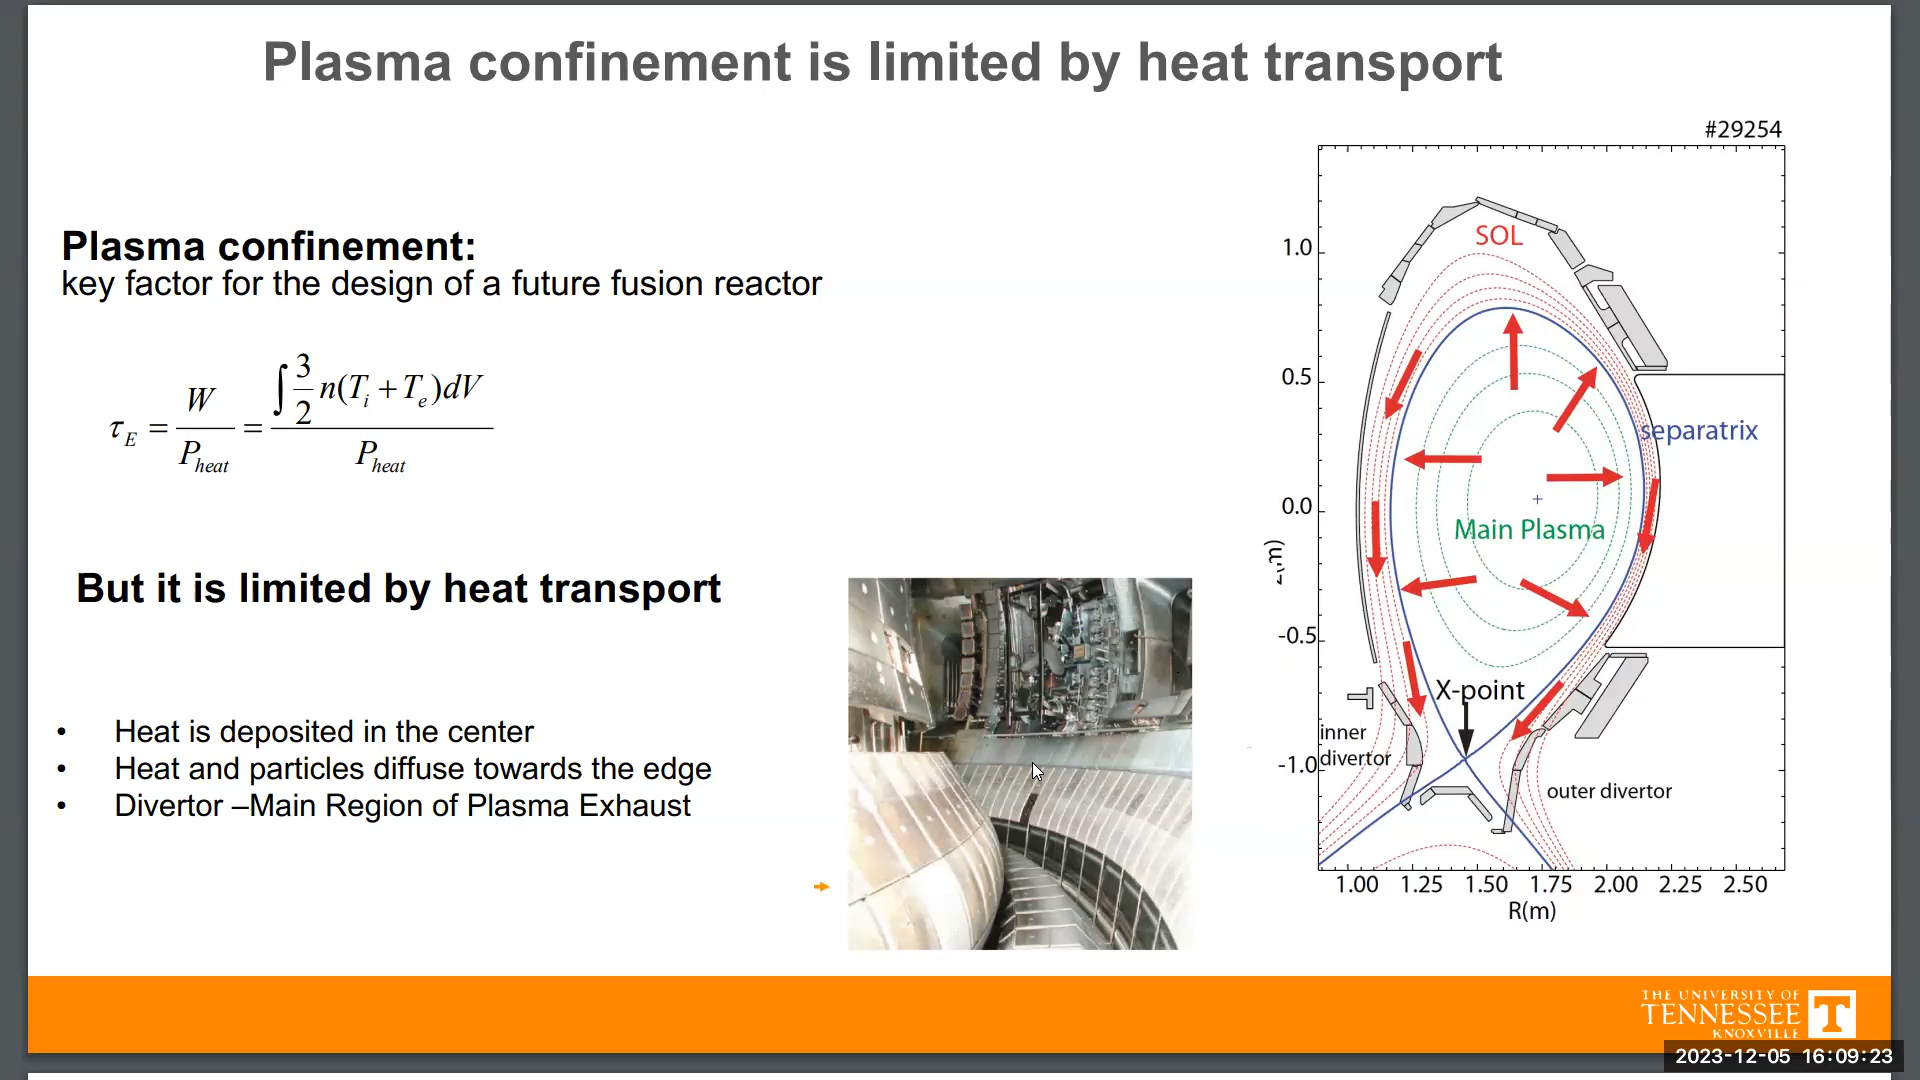 Plasma confinement is limited by heat transport
Plasma confinement:
key factor for the design of a future fusion reactor
τ_E = W / P_heat = ∫ 3/2 n(T_i + T_e)dV / P_heat
But it is limited by heat transport
• Heat is deposited in the center
• Heat and particles diffuse towards the edge
• Divertor –Main Region of Plasma Exhaust
#29254
SOL
separatrix
Main Plasma
X-point
inner
divertor
outer divertor
1.0
0.5
0.0
-0.5
-1.0
1.00 1.25 1.50 1.75 2.00 2.25 2.50
R(m)
THE UNIVERSITY OF
TENNESSEE
KNOXVILLE
T
2023-12-05 16:09:23